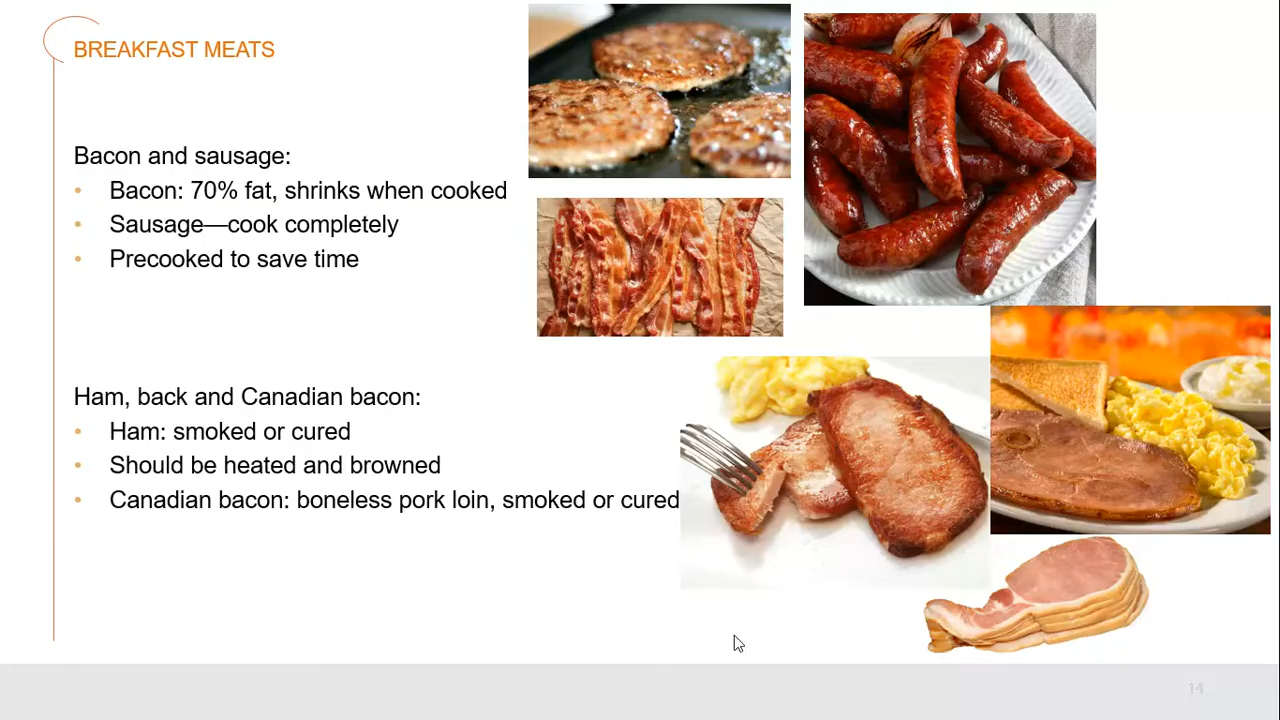 BREAKFAST MEATS
Bacon and sausage:
• Bacon: 70% fat, shrinks when cooked
• Sausage—cook completely
• Precooked to save time
Ham, back and Canadian bacon:
• Ham: smoked or cured
• Should be heated and browned
• Canadian bacon: boneless pork loin, smoked or cured
14